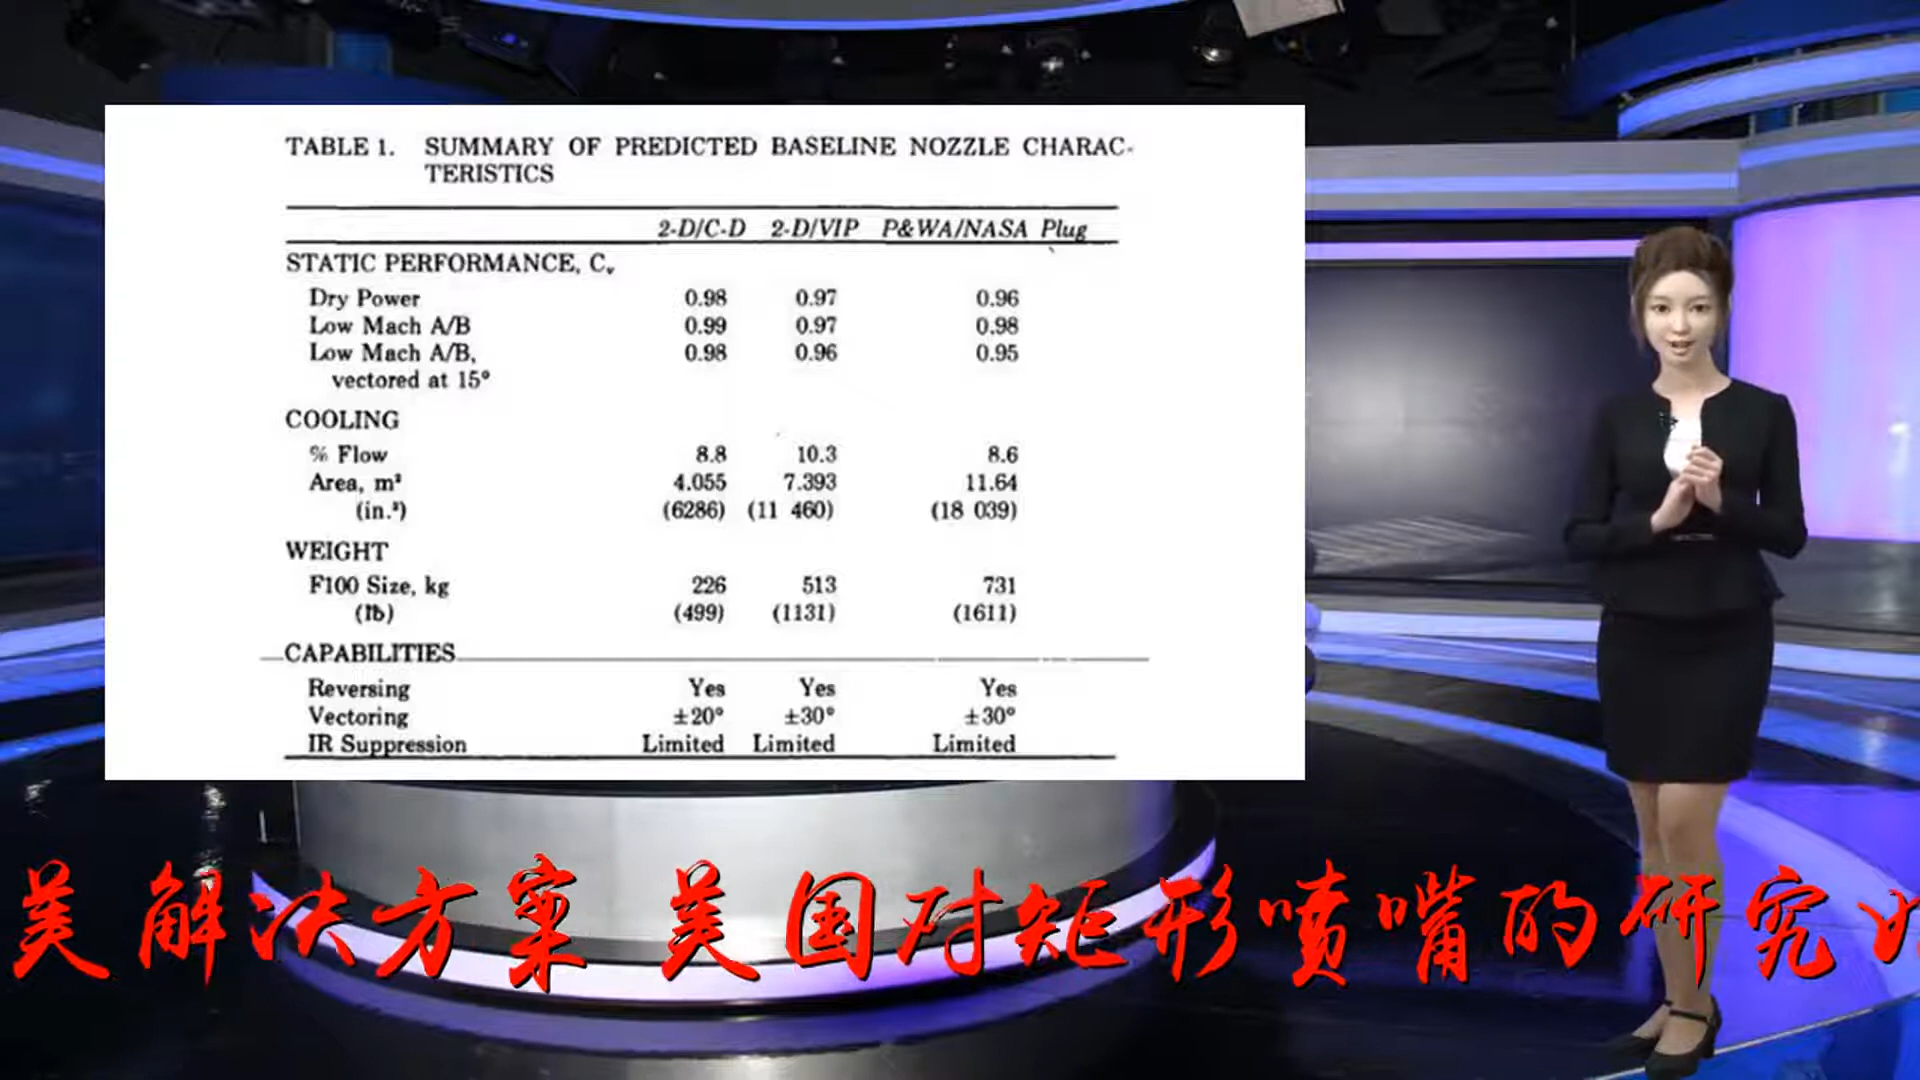 TABLE 1. SUMMARY OF PREDICTED BASELINE NOZZLE CHARAC-
TERISTICS
2-D/C-D 2-D/VIP P&WA/NASA Plug
STATIC PERFORMANCE, Cv
Dry Power 0.98 0.97 0.96
Low Mach A/B 0.99 0.97 0.98
Low Mach A/B, 0.98 0.96 0.95
vectored at 15°
COOLING
% Flow 8.8 10.3 8.6
Area, m² 4.055 7.393 11.64
(in.²) (6286) (11 460) (18 039)
WEIGHT
F100 Size, kg 226 513 731
(lb) (499) (1131) (1611)
CAPABILITIES
Reversing Yes Yes Yes
Vectoring ±20° ±30° ±30°
IR Suppression Limited Limited Limited
美解决方案 美国对矩形喷嘴的研究